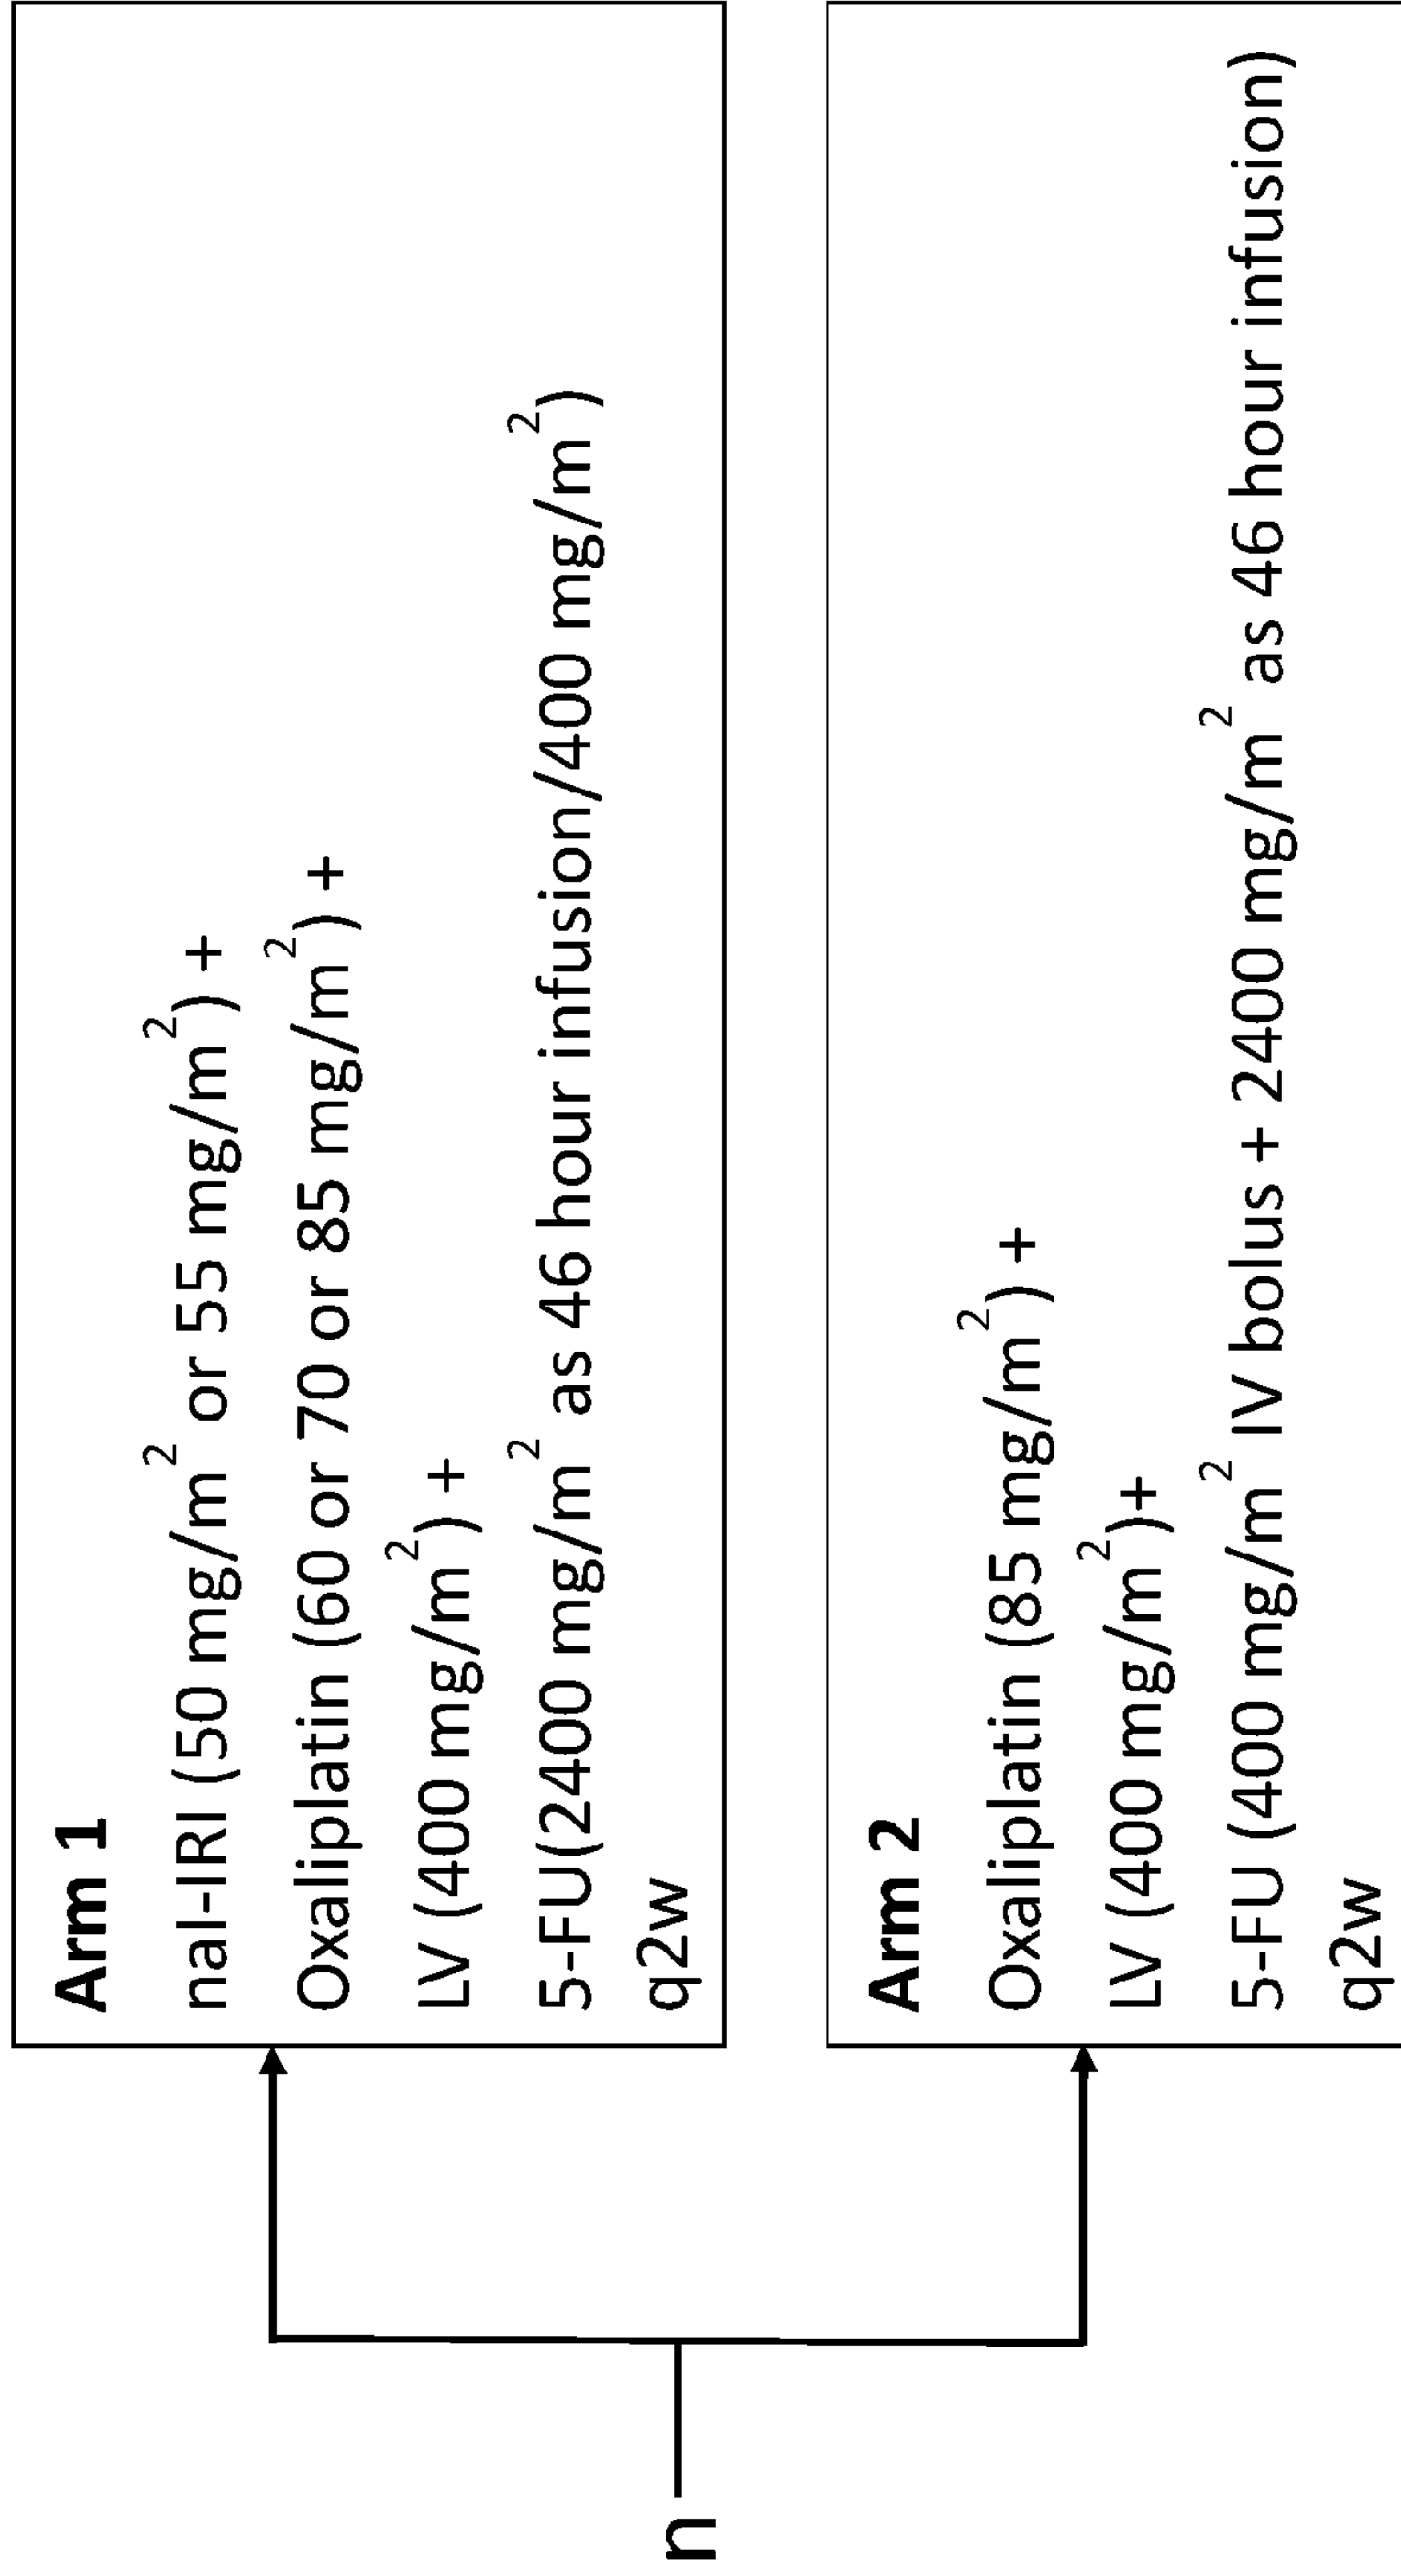 n
Arm 1
nal-IRI (50 mg/m² or 55 mg/m²) +
Oxaliplatin (60 or 70 or 85 mg/m²) +
LV (400 mg/m²) +
5-FU(2400 mg/m² as 46 hour infusion/400 mg/m²)
q2w
Arm 2
Oxaliplatin (85 mg/m²) +
LV (400 mg/m²)+
5-FU (400 mg/m² IV bolus + 2400 mg/m² as 46 hour infusion)
q2w